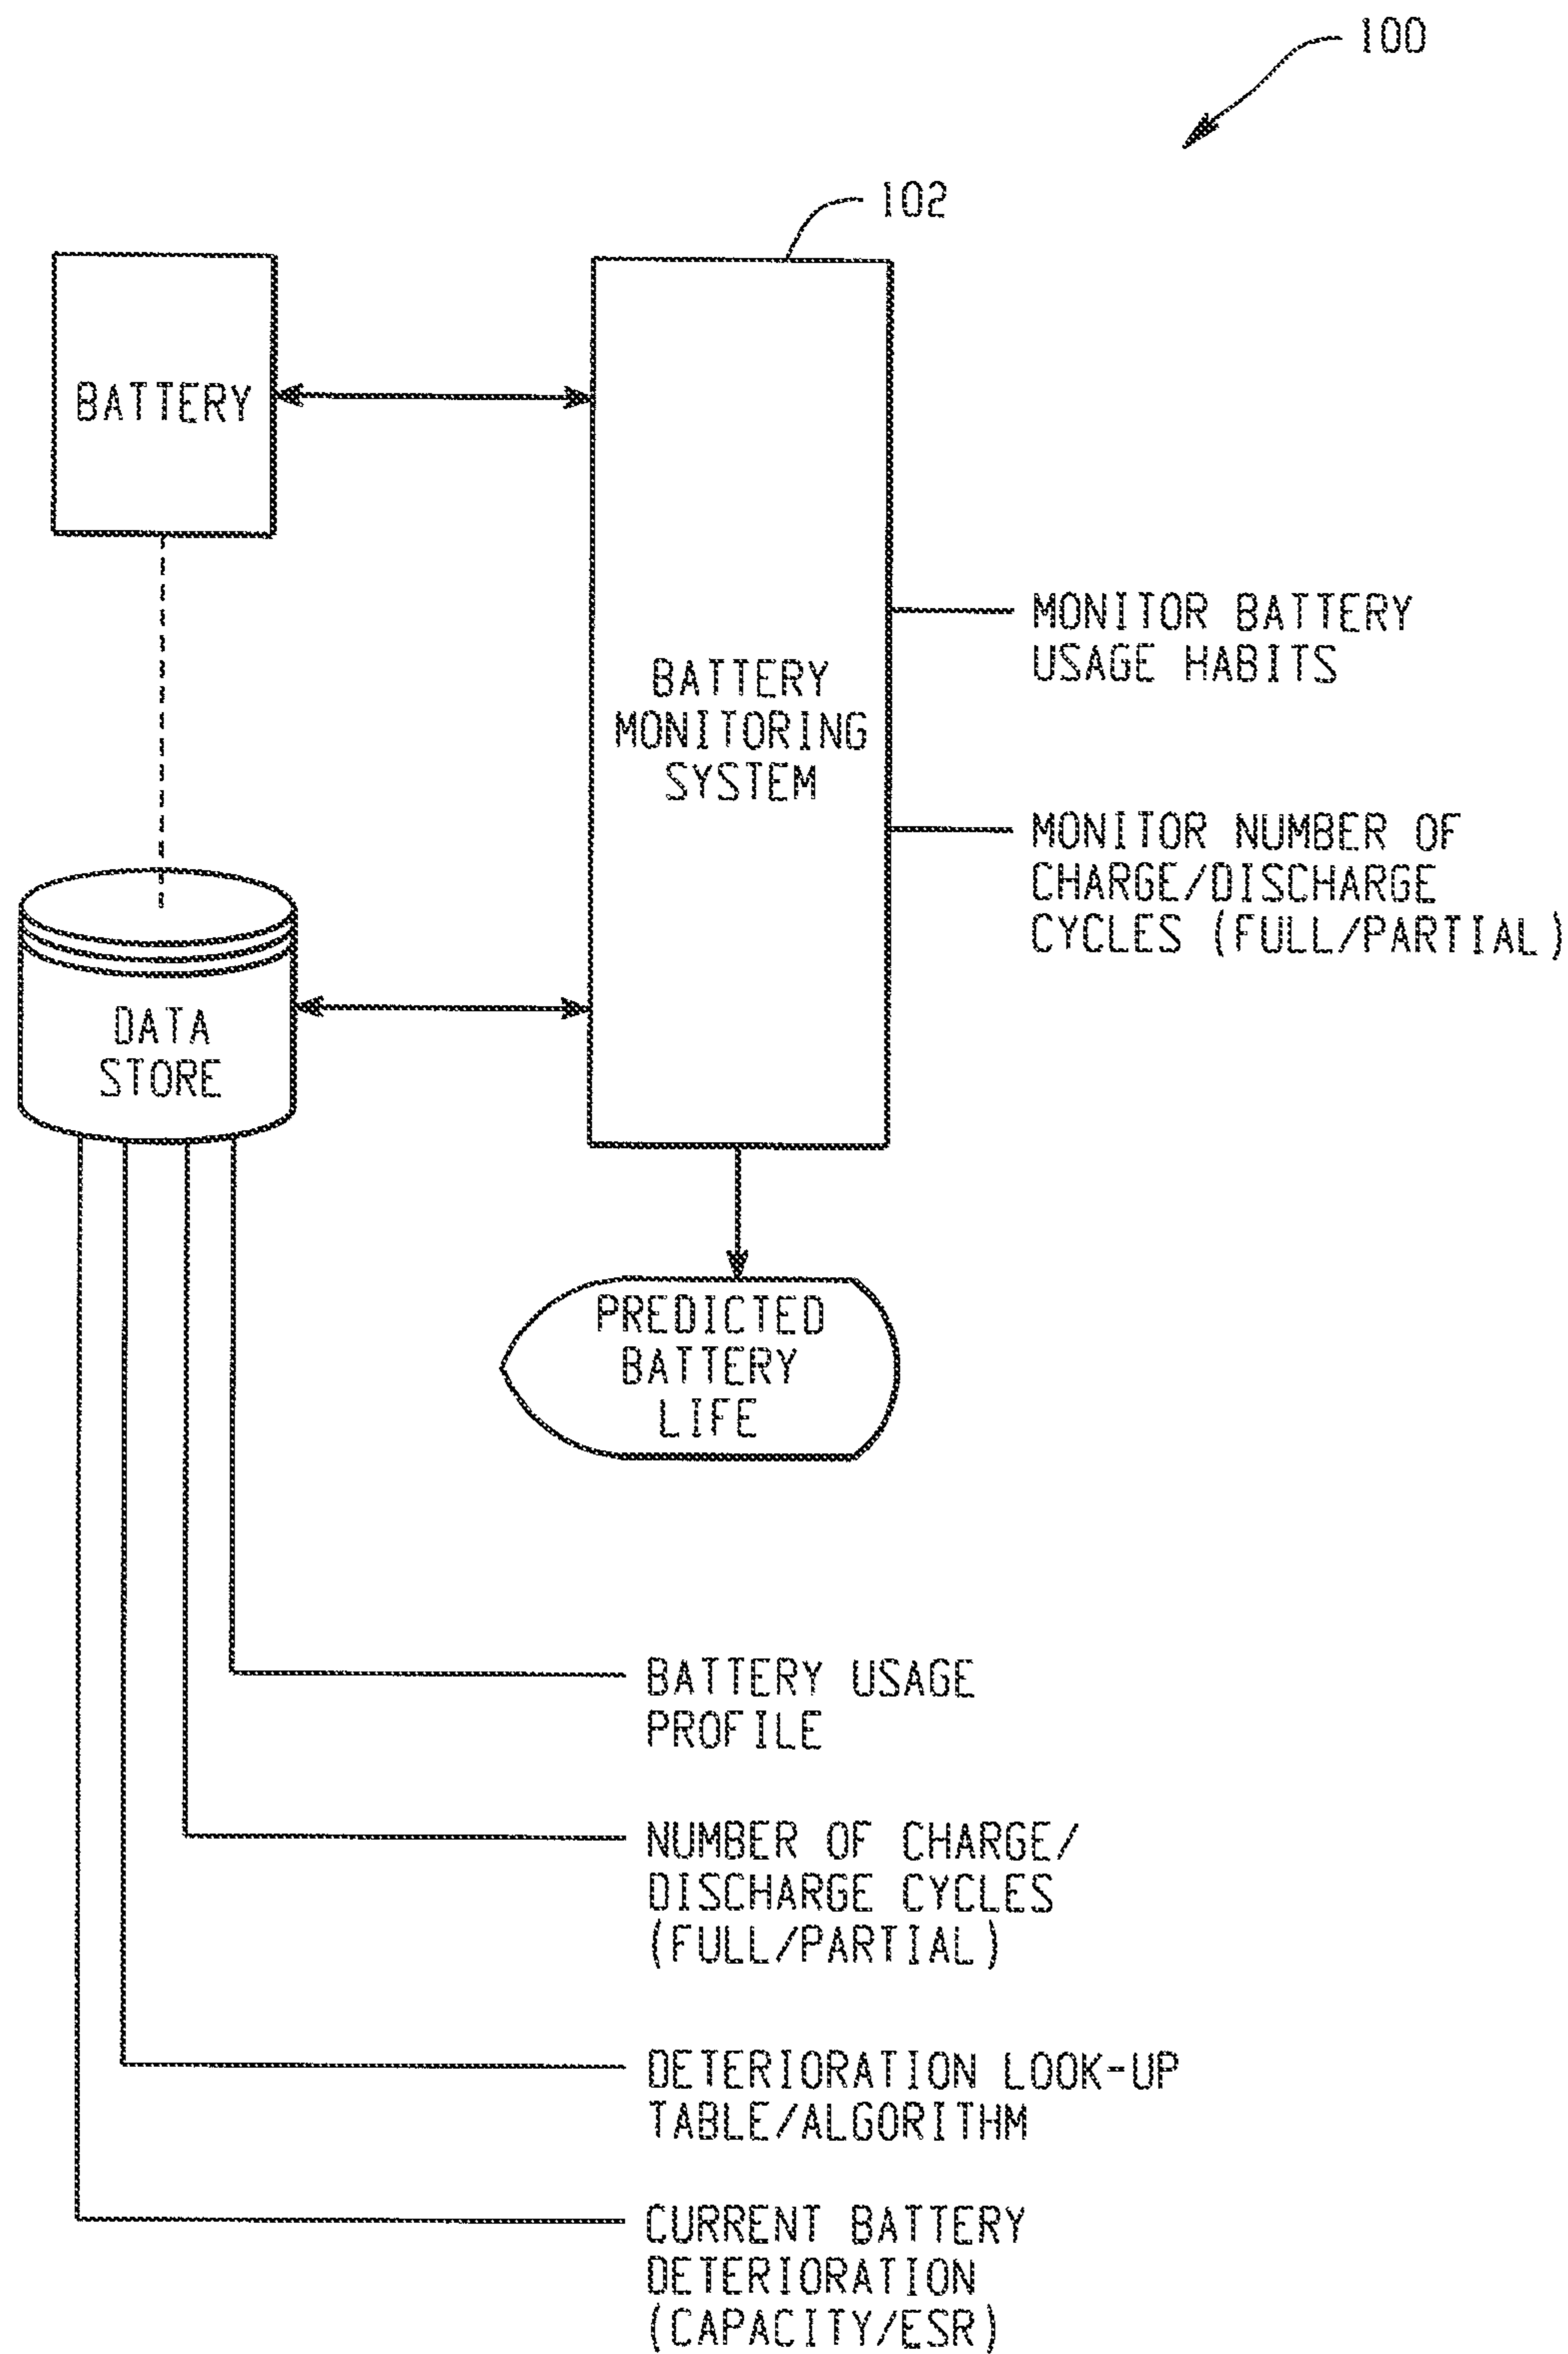 100
102
BATTERY
BATTERY
MONITORING
SYSTEM
MONITOR BATTERY
USAGE HABITS
MONITOR NUMBER OF
CHARGE/DISCHARGE
CYCLES (FULL/PARTIAL)
DATA
STORE
PREDICTED
BATTERY
LIFE
BATTERY USAGE
PROFILE
NUMBER OF CHARGE/
DISCHARGE CYCLES
(FULL/PARTIAL)
DETERIORATION LOOK-UP
TABLE/ALGORITHM
CURRENT BATTERY
DETERIORATION
(CAPACITY/ESR)